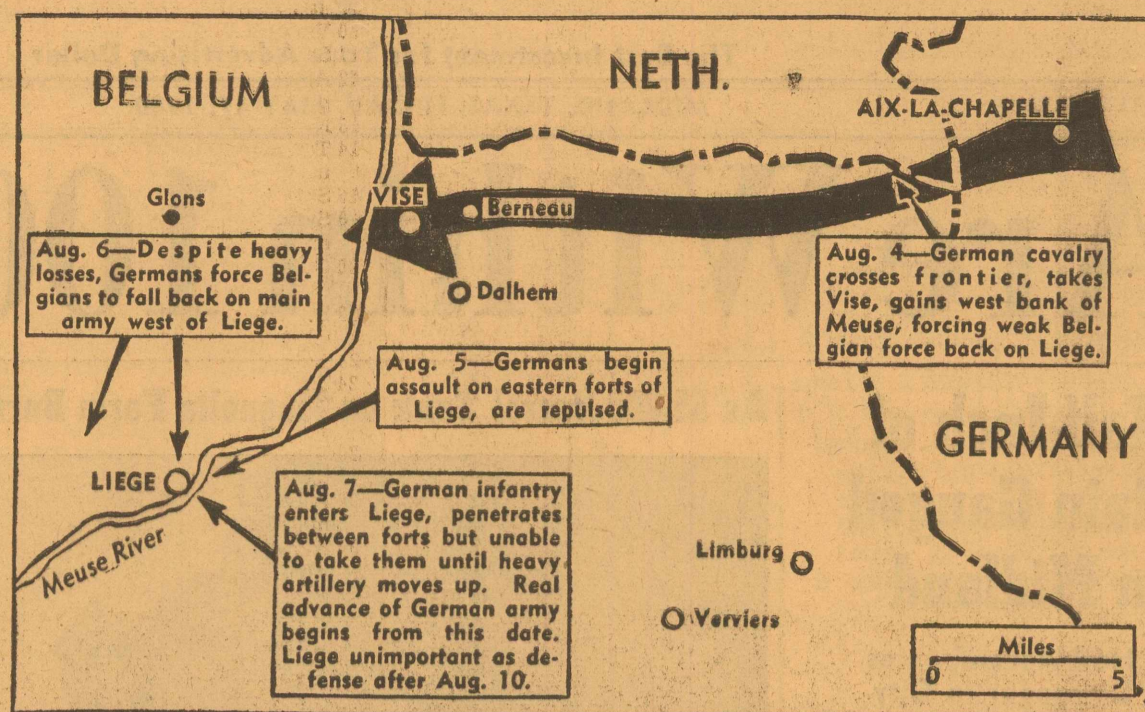 BELGIUM
NETH.
AIX-LA-CHAPELLE
Glons
VISE
Berneau
Aug. 6—Despite heavy
losses, Germans force Bel-
gians to fall back on main
army west of Liege.
Dalhem
Aug. 4—German cavalry
crosses frontier, takes
Vise, gains west bank of
Meuse, forcing weak Bel-
gian force back on Liege.
Aug. 5—Germans begin
assault on eastern forts of
Liege, are repulsed.
GERMANY
LIEGE
Meuse River
Aug. 7—German infantry
enters Liege, penetrates
between forts but unable
to take them until heavy
artillery moves up. Real
advance of German army
begins from this date.
Liege unimportant as de-
fense after Aug. 10.
Limburg
Verviers
Miles
0 5